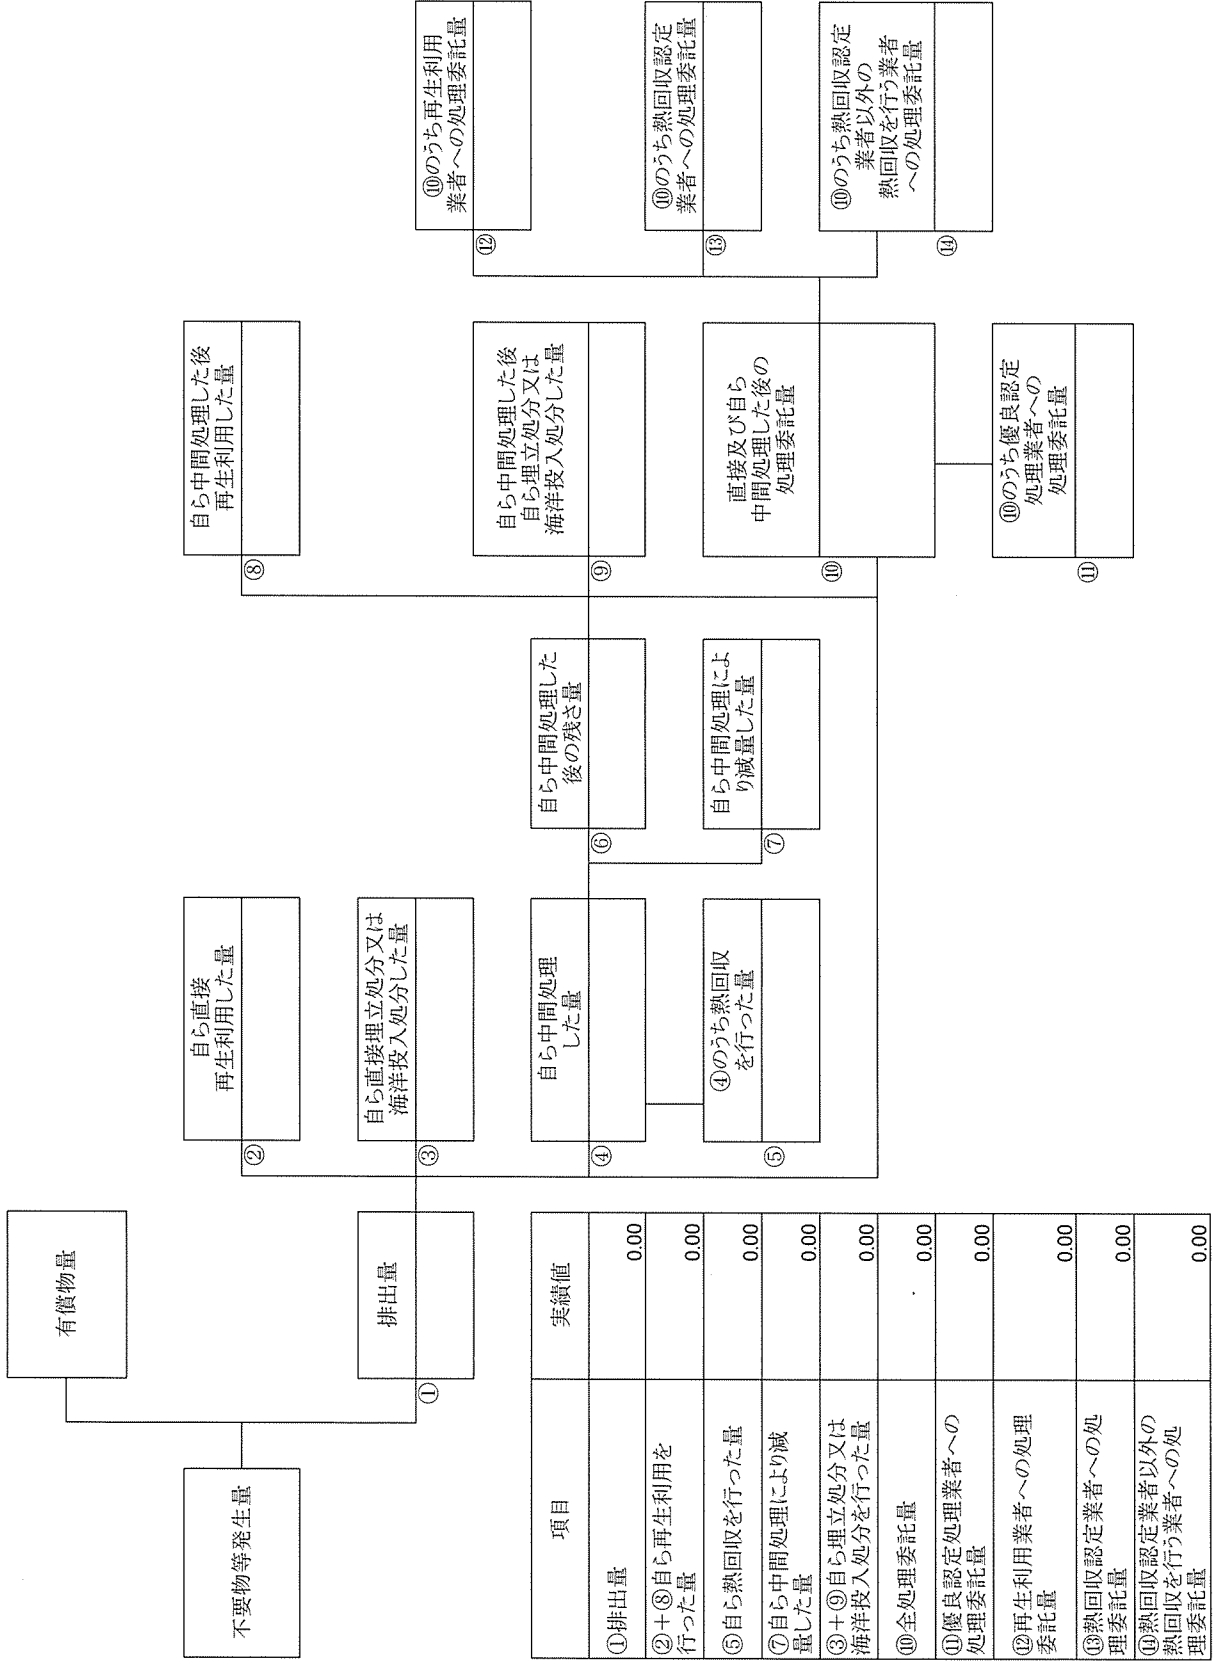 不要物等発生量
有償物量
排出量
①
自ら直接
再生利用した量
②
自ら直接埋立処分又は
海洋投入処分した量
③
自ら中間処理
した量
④
④のうち熱回収
を行った量
⑤
自ら中間処理した
後の残さ量
⑥
自ら中間処理によ
り減量した量
⑦
自ら中間処理した後
再生利用した量
⑧
自ら中間処理した後
自ら埋立処分又は
海洋投入処分した量
⑨
直接及び自ら
中間処理した後の
処理委託量
⑩
⑩のうち優良認定
処理業者への
処理委託量
⑪
⑩のうち再生利用
業者への処理委託量
⑫
⑩のうち熱回収認定
業者への処理委託量
⑬
⑩のうち熱回収認定
業者以外の
熱回収を行う業者
への処理委託量
⑭
項目 実績値
①排出量 0.00
②＋⑧自ら再生利用を
行った量 0.00
⑤自ら熱回収を行った量 0.00
⑦自ら中間処理により減
量した量 0.00
③＋⑨自ら埋立処分又は
海洋投入処分を行った量 0.00
⑩全処理委託量 0.00
⑪優良認定処理業者への
処理委託量 0.00
⑫再生利用業者への処理
委託量 0.00
⑬熱回収認定業者への処
理委託量 0.00
⑭熱回収認定業者以外の
熱回収を行う業者への処
理委託量 0.00